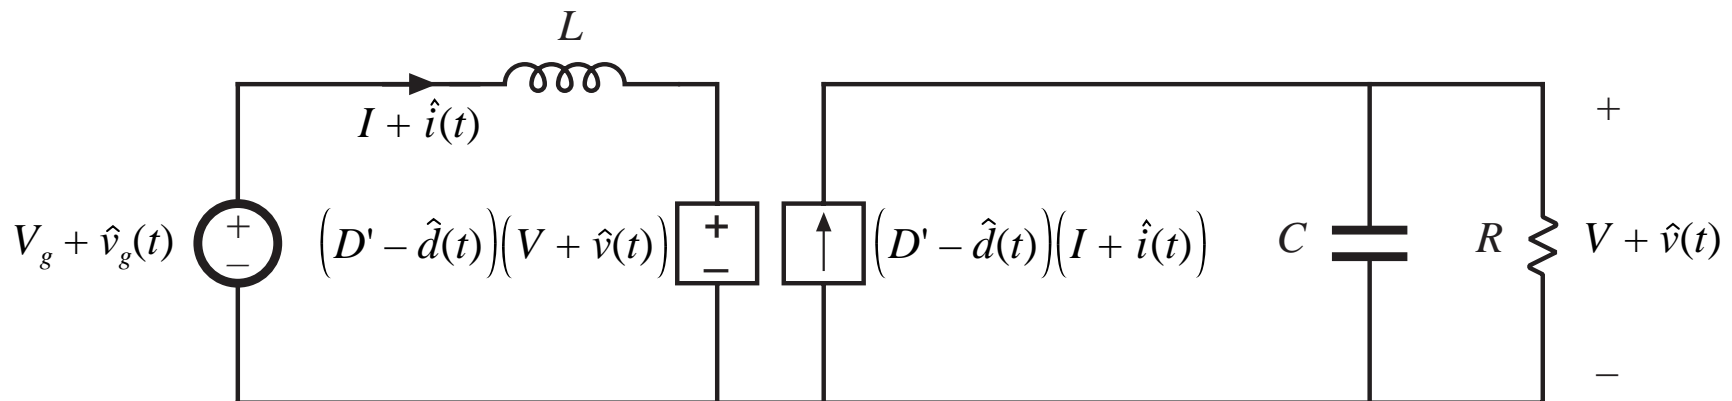 L
I + î(t)
+
V_g + v̂_g(t)
+
−
(D' − d̂(t))(V + v̂(t))
+
−
(D' − d̂(t))(I + î(t))
C
R
V + v̂(t)
−